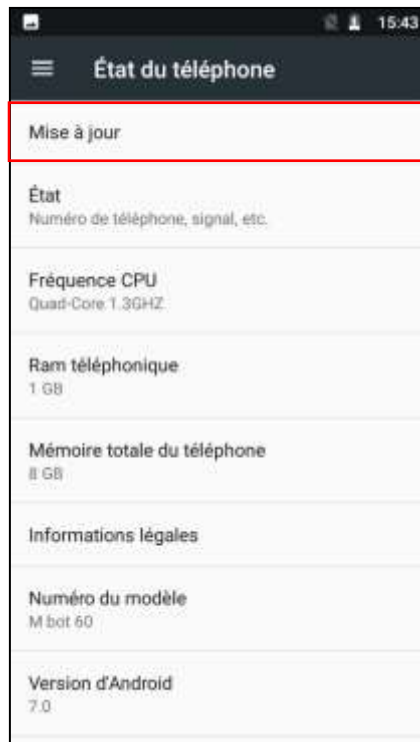 15:43
État du téléphone
Mise à jour
État
Numéro de téléphone, signal, etc.
Fréquence CPU
Quad-Core 1.3GHZ
Ram téléphonique
1 GB
Mémoire totale du téléphone
8 GB
Informations légales
Numéro du modèle
M bot 60
Version d'Android
7.0